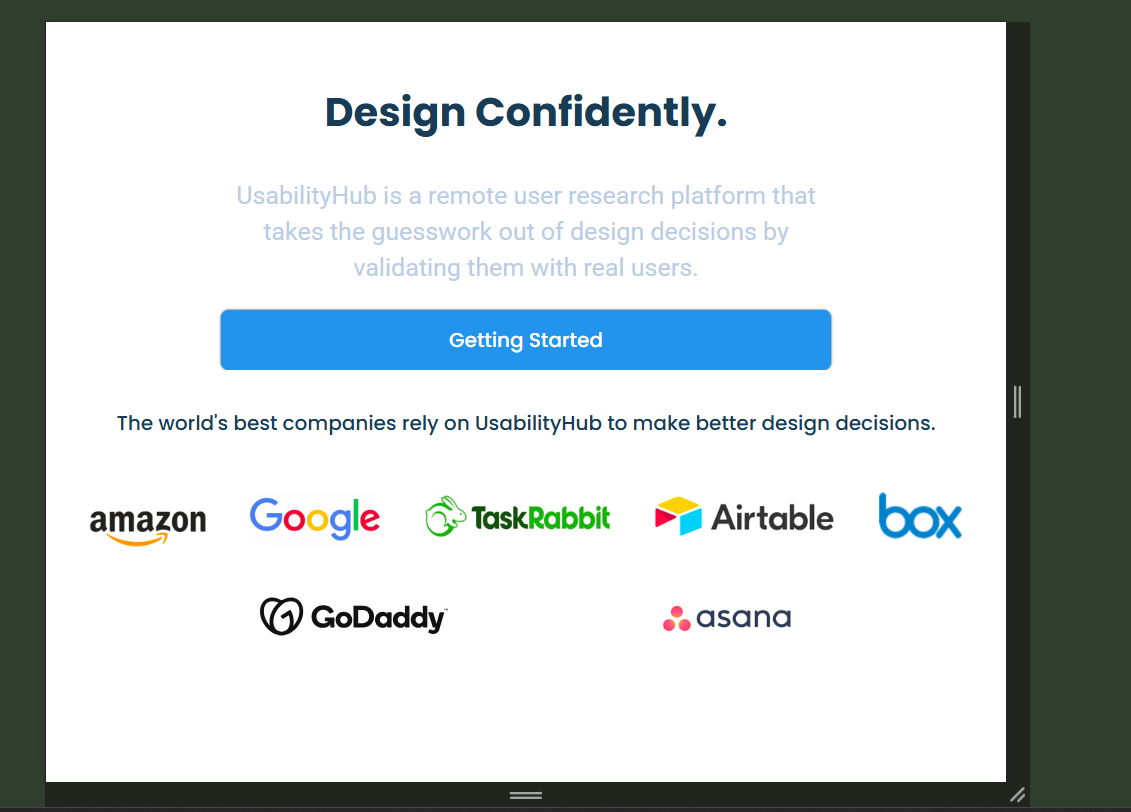 Design Confidently.
UsabilityHub is a remote user research platform that
takes the guesswork out of design decisions by
validating them with real users.
Getting Started
The world's best companies rely on UsabilityHub to make better design decisions.
amazon Google TaskRabbit Airtable box
GoDaddy™ asana